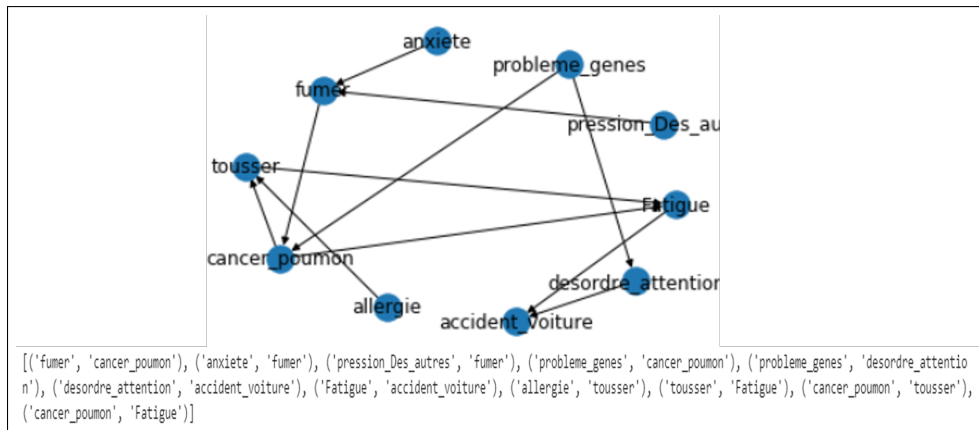 anxiete
probleme_genes
fumer
pression_Des_au
tousser
Fatigue
cancer_poumon
desordre_attention
allergie
accident_voiture
[('fumer', 'cancer_poumon'), ('anxiete', 'fumer'), ('pression_Des_autres', 'fumer'), ('probleme_genes', 'cancer_poumon'), ('probleme_genes', 'desordre_attentio
n'), ('desordre_attention', 'accident_voiture'), ('Fatigue', 'accident_voiture'), ('allergie', 'tousser'), ('tousser', 'Fatigue'), ('cancer_poumon', 'tousser'),
('cancer_poumon', 'Fatigue')]